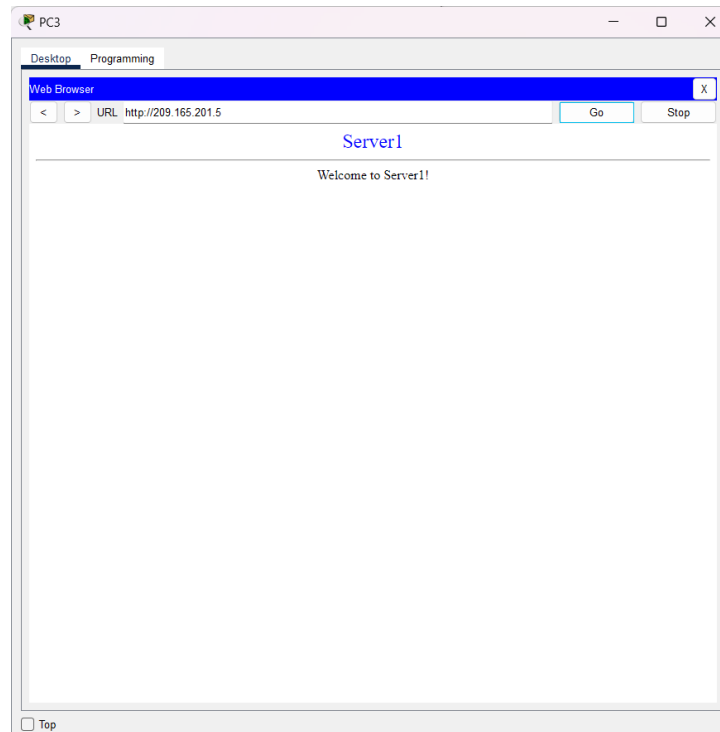 PC3
Desktop Programming
Web Browser X
< > URL http://209.165.201.5 Go Stop
Server1
Welcome to Server1!
Top